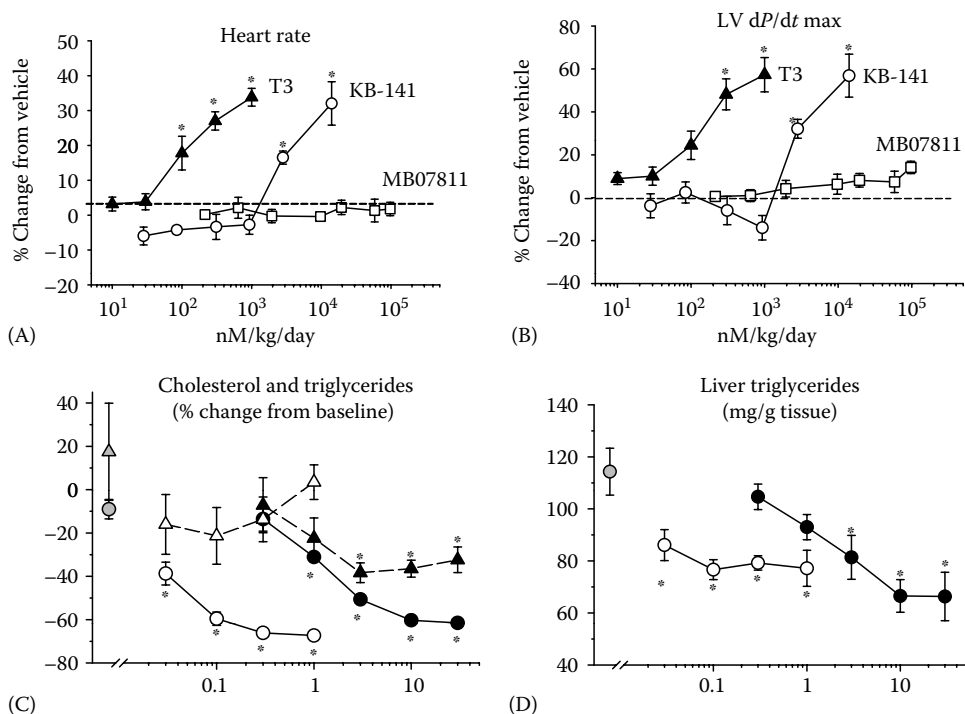 Heart rate
% Change from vehicle
50
40
30
20
10
0
−10
−20
* * * *
T3
* *
KB-141
MB07811
10¹ 10² 10³ 10⁴ 10⁵
nM/kg/day
(A)
LV dP/dt max
% Change from vehicle
80
60
40
20
0
−20
−40
* *
T3
* *
KB-141
MB07811
10¹ 10² 10³ 10⁴ 10⁵
nM/kg/day
(B)
Cholesterol and triglycerides
(% change from baseline)
40
20
0
−20
−40
−60
−80
* * * *
* * *
* * * *
0.1 1 10
(C)
Liver triglycerides
(mg/g tissue)
140
120
100
80
60
40
* * * *
* * *
0.1 1 10
(D)